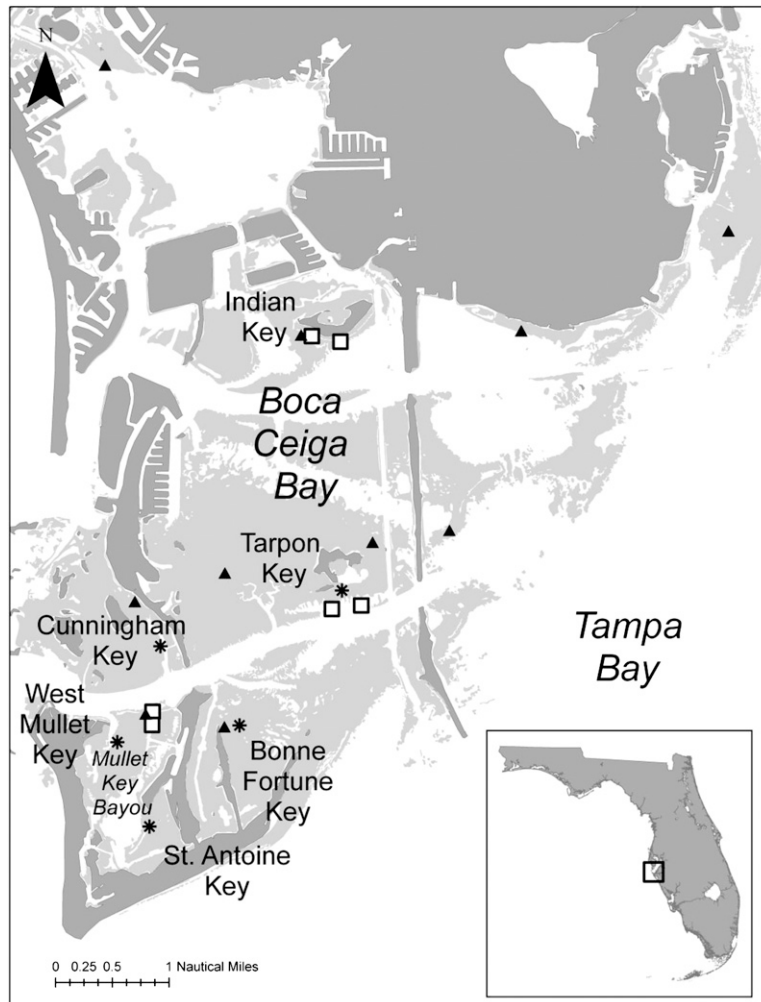 N
Indian
Key
Boca
Ceiga
Bay
Tarpon
Key
Cunningham
Key
Tampa
Bay
West
Mullet
Key
Mullet
Key
Bayou
Bonne
Fortune
Key
St. Antoine
Key
0 0.25 0.5 1 Nautical Miles